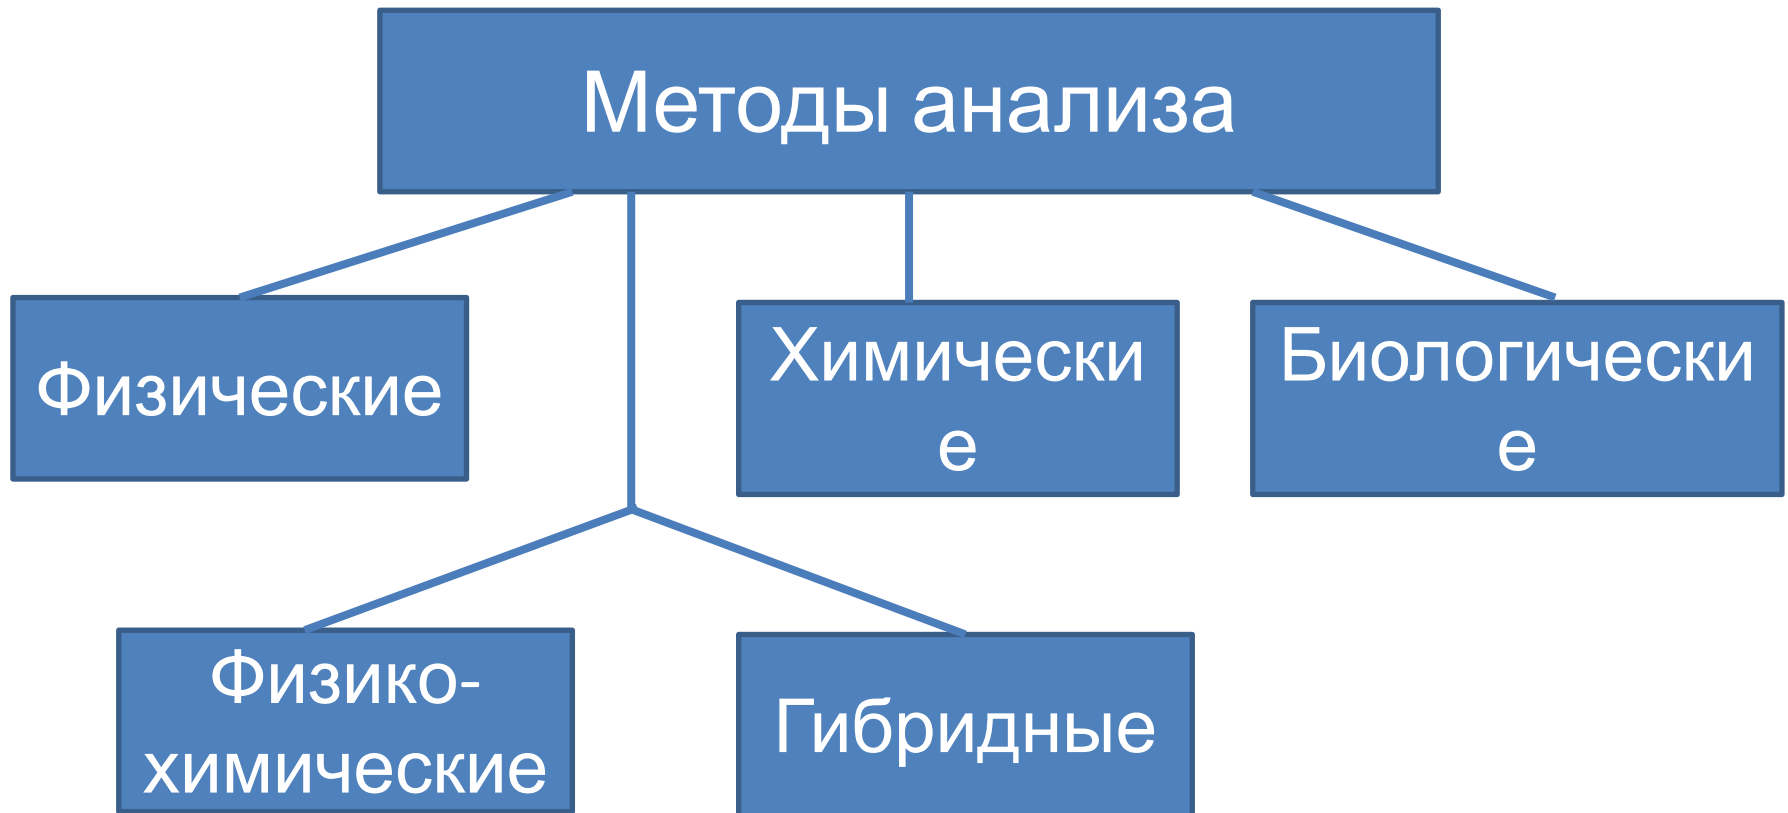 Методы анализа
Физические
Химически
е
Биологически
е
Физико-
химические
Гибридные